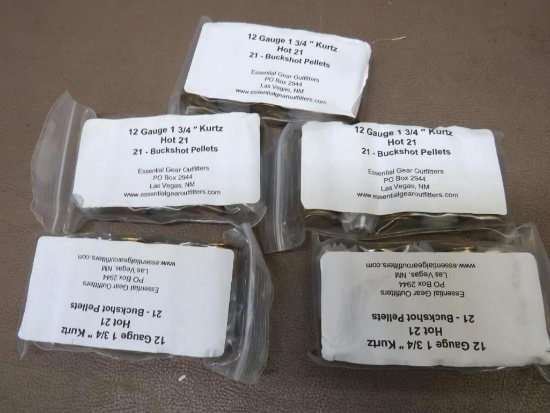 12 Gauge 1 3/4 " Kurtz
Hot 21
21 - Buckshot Pellets
Essential Gear Outfitters
PO Box 2944
Las Vegas, NM
www.essentialgearoutfitters.com
12 Gauge 1 3/4 " Kurtz
Hot 21
21 - Buckshot Pellets
Essential Gear Outfitters
PO Box 2944
Las Vegas, NM
www.essentialgearoutfitters.com
12 Gauge 1 3/4 " Kurtz
Hot 21
21 - Buckshot Pellets
Essential Gear Outfitters
PO Box 2944
Las Vegas, NM
www.essentialgearoutfitters.com
12 Gauge 1 3/4 " Kurtz
Hot 21
21 - Buckshot Pellets
Essential Gear Outfitters
PO Box 2944
Las Vegas, NM
www.essentialgearoutfitters.com
12 Gauge 1 3/4 " Kurtz
Hot 21
21 - Buckshot Pellets
Essential Gear Outfitters
PO Box 2944
Las Vegas, NM
www.essentialgearoutfitters.com